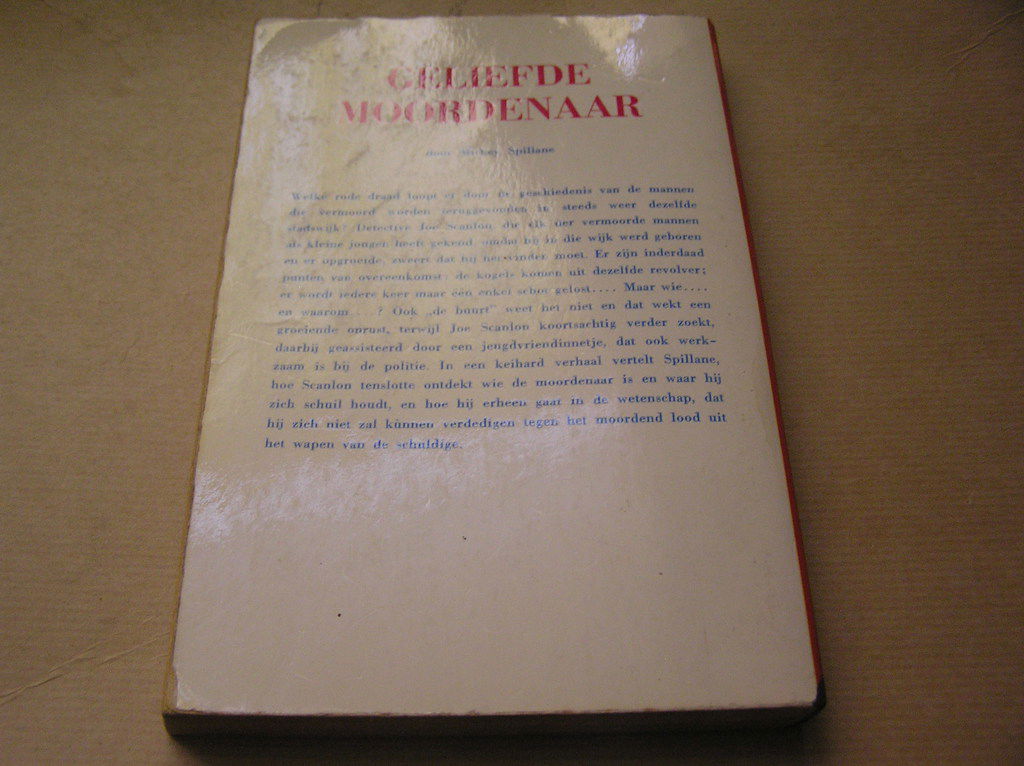 GELIEFDE
MOORDENAAR
door Mickey Spillane
Welke rode draad loopt er door de geschiedenis van de mannen
die vermoord worden teruggevonden in steeds weer dezelfde
stadswijk? Detective Joe Scanlon, die elk der vermoorde mannen
als kleine jongen heeft gekend, omdat hij in die wijk werd geboren
en er opgroeide, zweert dat hij het vinden moet. Er zijn inderdaad
punten van overeenkomst: de kogels komen uit dezelfde revolver;
er wordt iedere keer maar één enkel schot gelost.... Maar wie....
en waarom....? Ook „de buurt" weet het niet en dat wekt een
groeiende onrust, terwijl Joe Scanlon koortsachtig verder zoekt,
daarbij geassisteerd door een jeugdvriendinnetje, dat ook werk-
zaam is bij de politie. In een keihard verhaal vertelt Spillane,
hoe Scanlon tenslotte ontdekt wie de moordenaar is en waar hij
zich schuil houdt, en hoe hij erheen gaat in de wetenschap, dat
hij zich niet zal kunnen verdedigen tegen het moordend lood uit
het wapen van de schuldige.